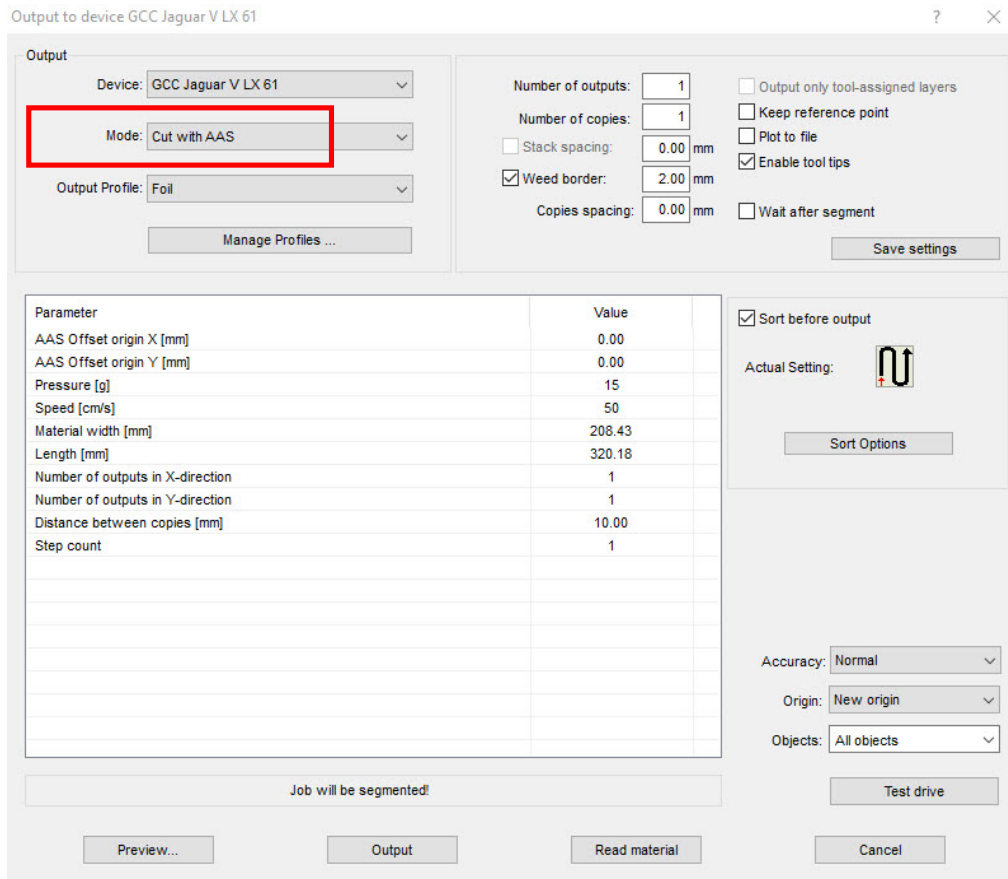 Output to device GCC Jaguar V LX 61 ?
Output
Device: GCC Jaguar V LX 61
Mode: Cut with AAS
Output Profile: Foil
Manage Profiles ...
Number of outputs: 1
Number of copies: 1
Stack spacing: 0.00 mm
Weed border: 2.00 mm
Copies spacing: 0.00 mm
Output only tool-assigned layers
Keep reference point
Plot to file
Enable tool tips
Wait after segment
Save settings
Parameter Value
AAS Offset origin X [mm] 0.00
AAS Offset origin Y [mm] 0.00
Pressure [g] 15
Speed [cm/s] 50
Material width [mm] 208.43
Length [mm] 320.18
Number of outputs in X-direction 1
Number of outputs in Y-direction 1
Distance between copies [mm] 10.00
Step count 1
Sort before output
Actual Setting:
Sort Options
Accuracy: Normal
Origin: New origin
Objects: All objects
Job will be segmented!
Test drive
Preview... Output Read material Cancel